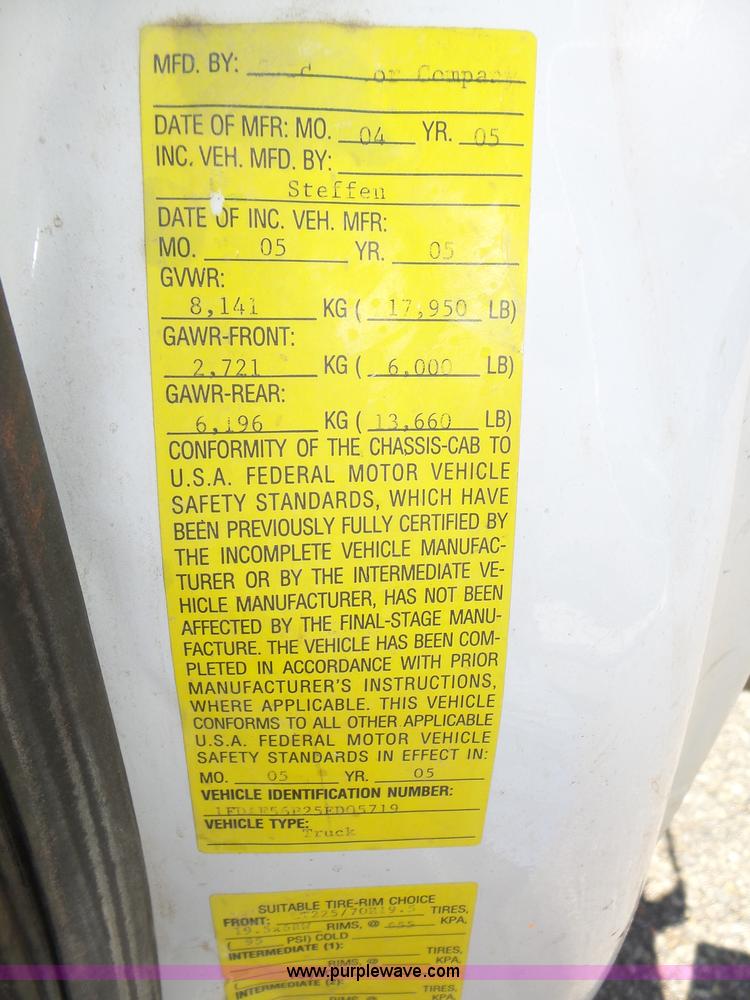 MFD. BY: or Company
DATE OF MFR: MO. 04 YR. 05
INC. VEH. MFD. BY:
Steffen
DATE OF INC. VEH. MFR:
MO. 05 YR. 05
GVWR:
8,141 KG ( 17,950 LB)
GAWR-FRONT:
2,721 KG ( 6,000 LB)
GAWR-REAR:
6,196 KG ( 13,660 LB)
CONFORMITY OF THE CHASSIS-CAB TO
U.S.A. FEDERAL MOTOR VEHICLE
SAFETY STANDARDS, WHICH HAVE
BEEN PREVIOUSLY FULLY CERTIFIED BY
THE INCOMPLETE VEHICLE MANUFAC-
TURER OR BY THE INTERMEDIATE VE-
HICLE MANUFACTURER, HAS NOT BEEN
AFFECTED BY THE FINAL-STAGE MANU-
FACTURE. THE VEHICLE HAS BEEN COM-
PLETED IN ACCORDANCE WITH PRIOR
MANUFACTURER'S INSTRUCTIONS,
WHERE APPLICABLE. THIS VEHICLE
CONFORMS TO ALL OTHER APPLICABLE
U.S.A. FEDERAL MOTOR VEHICLE
SAFETY STANDARDS IN EFFECT IN:
MO. 05 YR. 05
VEHICLE IDENTIFICATION NUMBER:
VEHICLE TYPE: Truck
SUITABLE TIRE-RIM CHOICE
FRONT: TIRES,
RIMS, @ 655 KPA,
( 95 PSI) COLD
INTERMEDIATE (1): TIRES,
RIMS, @ KPA,
www.purplewave.com
INTERMEDIATE (2): TIRES,